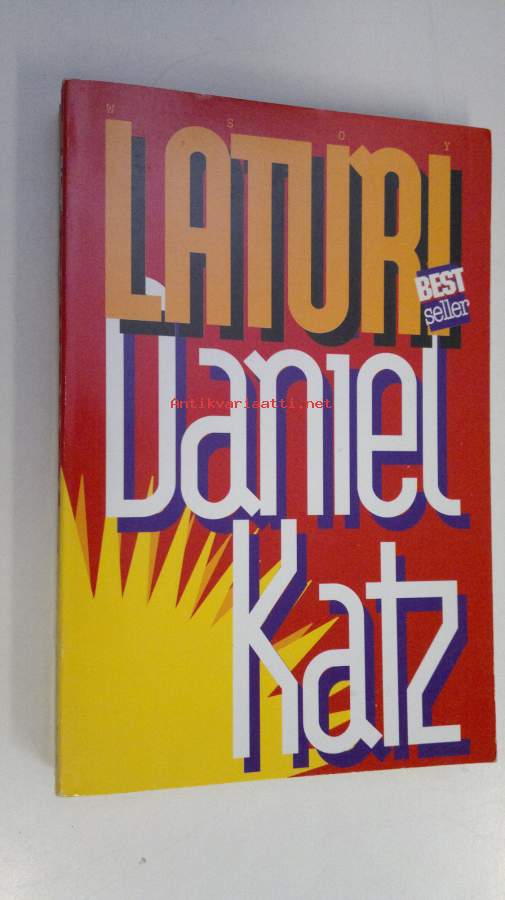 W S O Y
LATURI
BEST
seller
Daniel
Antikvariaatti.net
Katz